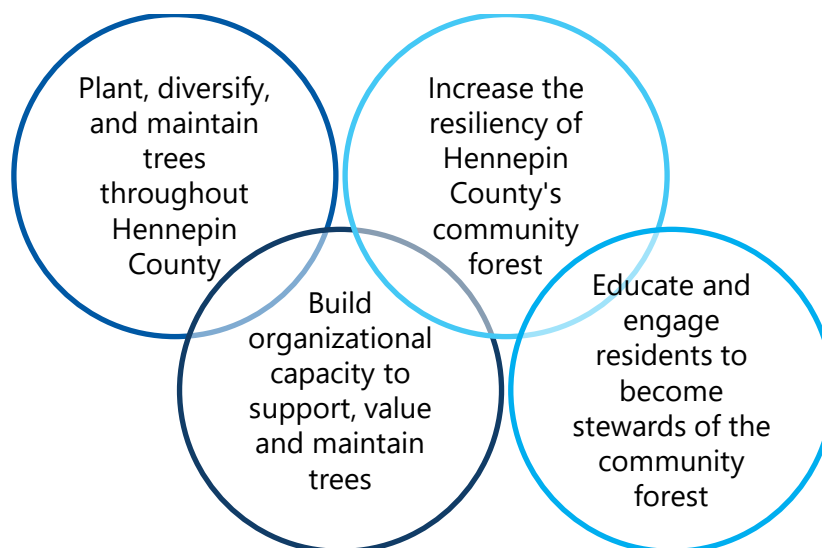 Plant, diversify,
and maintain
trees
throughout
Hennepin
County
Increase the
resiliency of
Hennepin
County's
community
forest
Build
organizational
capacity to
support, value
and maintain
trees
Educate and
engage
residents to
become
stewards of the
community
forest